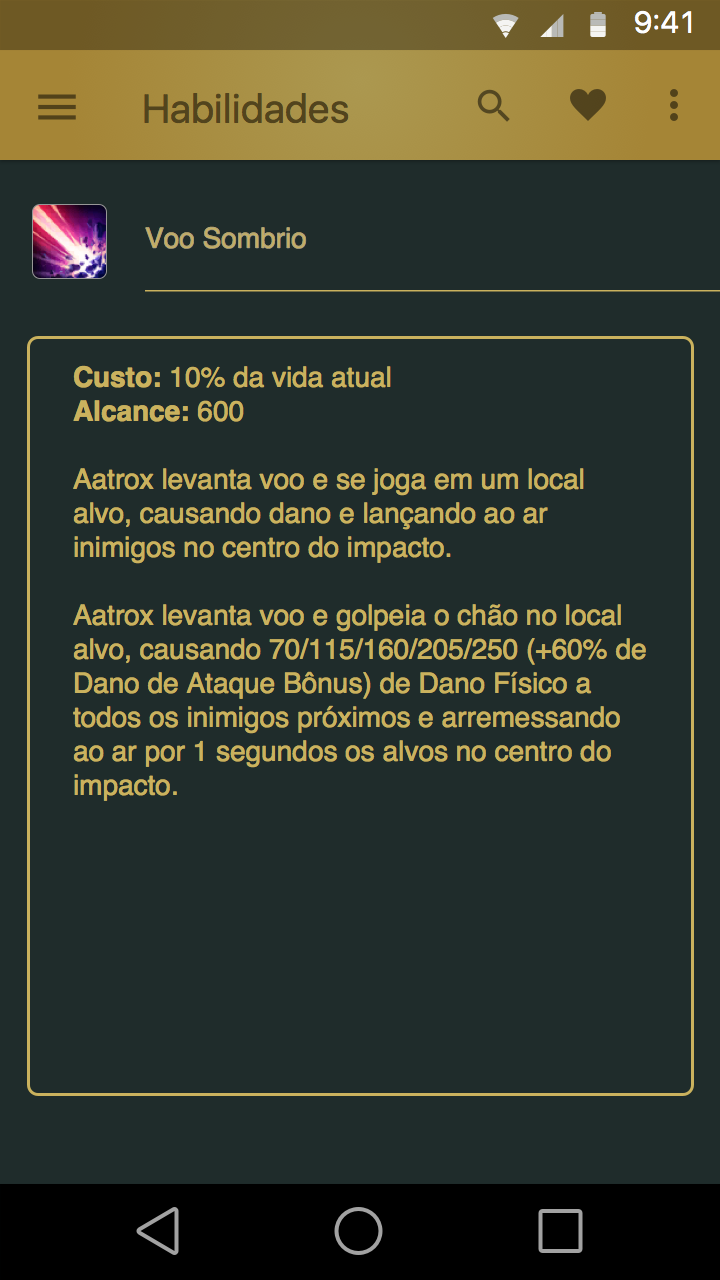 9:41
Habilidades
Voo Sombrio
Custo: 10% da vida atual
Alcance: 600
Aatrox levanta voo e se joga em um local
alvo, causando dano e lançando ao ar
inimigos no centro do impacto.
Aatrox levanta voo e golpeia o chão no local
alvo, causando 70/115/160/205/250 (+60% de
Dano de Ataque Bônus) de Dano Físico a
todos os inimigos próximos e arremessando
ao ar por 1 segundos os alvos no centro do
impacto.